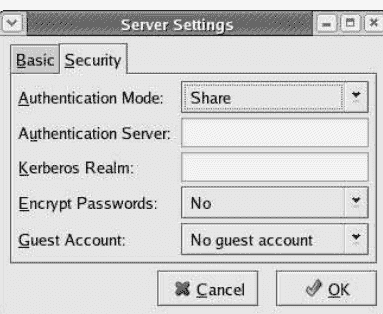 Server Settings
Basic Security
Authentication Mode: Share
Authentication Server:
Kerberos Realm:
Encrypt Passwords: No
Guest Account: No guest account
Cancel OK